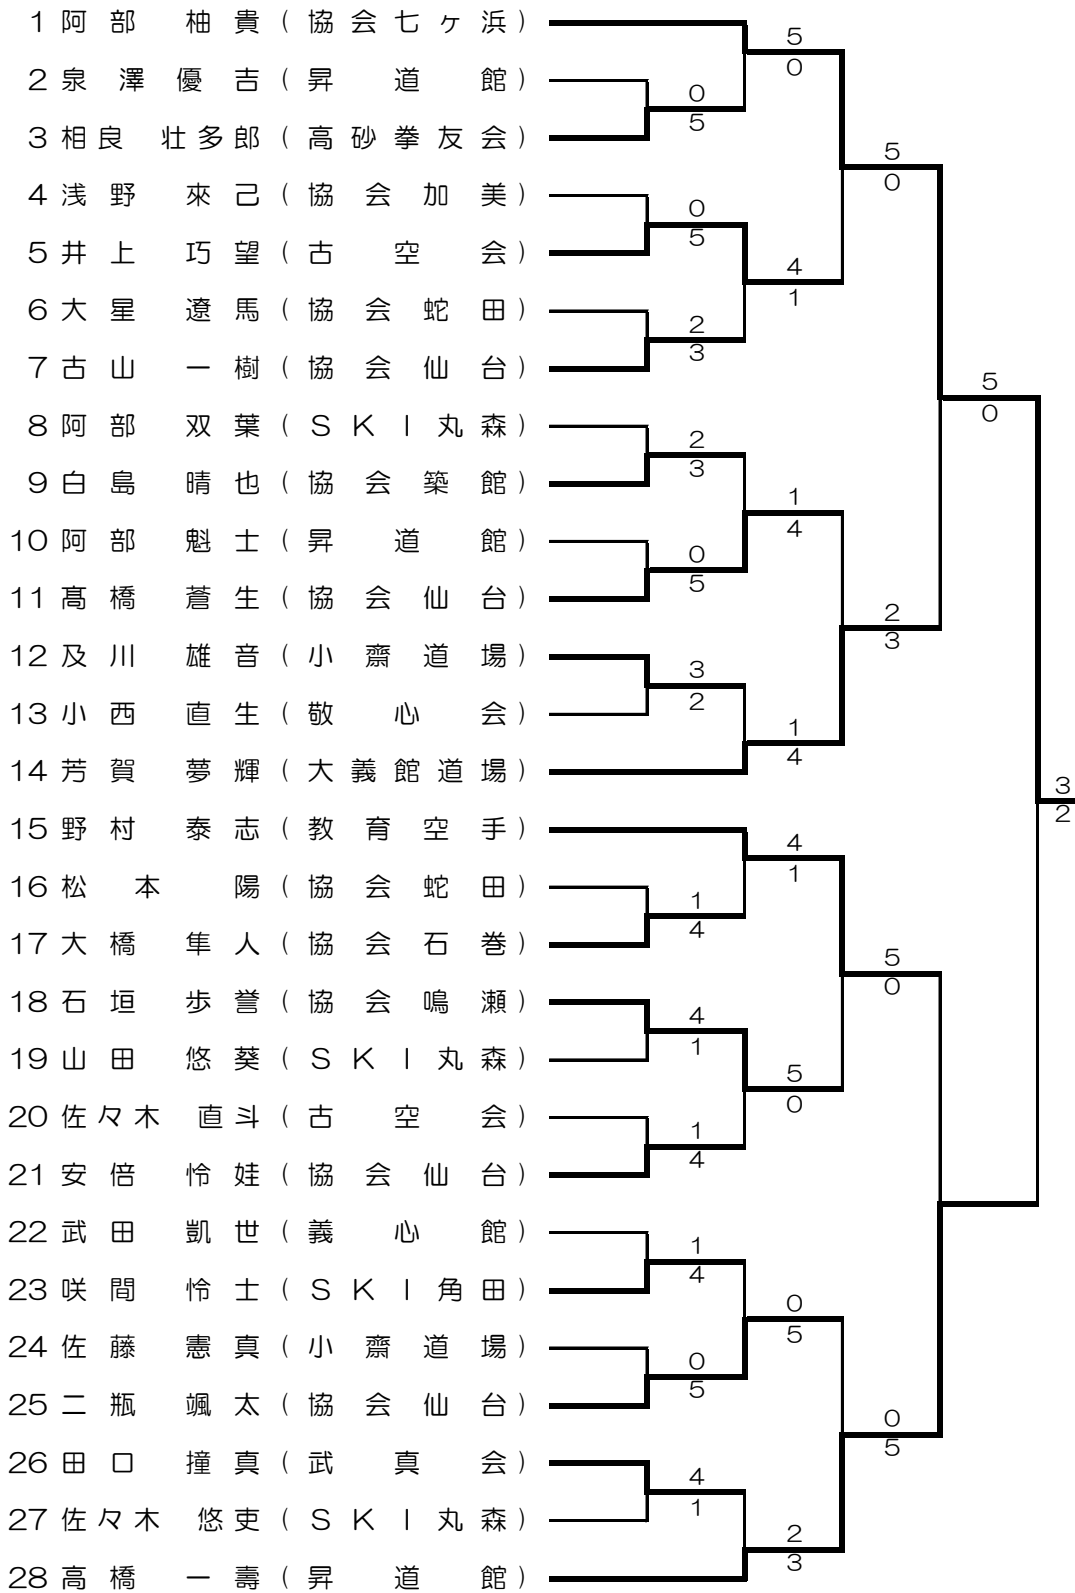 1 阿部 柚貴 (協会七ヶ浜)
5
0
2 泉澤優吉 (昇道館)
0
5
3 相良 壮多郎 (高砂拳友会)
5
0
4 浅野 來己 (協会加美)
0
5
5 井上 巧望 (古空会)
4
1
6 大星 遼馬 (協会蛇田)
2
3
7 古山 一樹 (協会仙台)
5
0
8 阿部 双葉 (SKI丸森)
2
3
9 白鳥 晴也 (協会築館)
1
4
10 阿部 魁士 (昇道館)
0
5
11 髙橋 蒼生 (協会仙台)
2
3
12 及川 雄音 (小齋道場)
3
2
13 小西 直生 (敬心会)
1
4
14 芳賀 夢輝 (大義館道場)
3
2
15 野村 泰志 (教育空手)
4
1
16 松本 陽 (協会蛇田)
1
4
17 大橋 隼人 (協会石巻)
5
0
18 石垣 歩誉 (協会鳴瀬)
4
1
19 山田 悠葵 (SKI丸森)
5
0
20 佐々木 直斗 (古空会)
1
4
21 安倍 怜娃 (協会仙台)
22 武田 凱世 (義心館)
1
4
23 咲間 怜士 (SKI角田)
0
5
24 佐藤 憲真 (小齋道場)
0
5
25 二瓶 颯太 (協会仙台)
0
5
26 田口 撞真 (武真会)
4
1
27 佐々木 悠吏 (SKI丸森)
2
3
28 高橋 一壽 (昇道館)